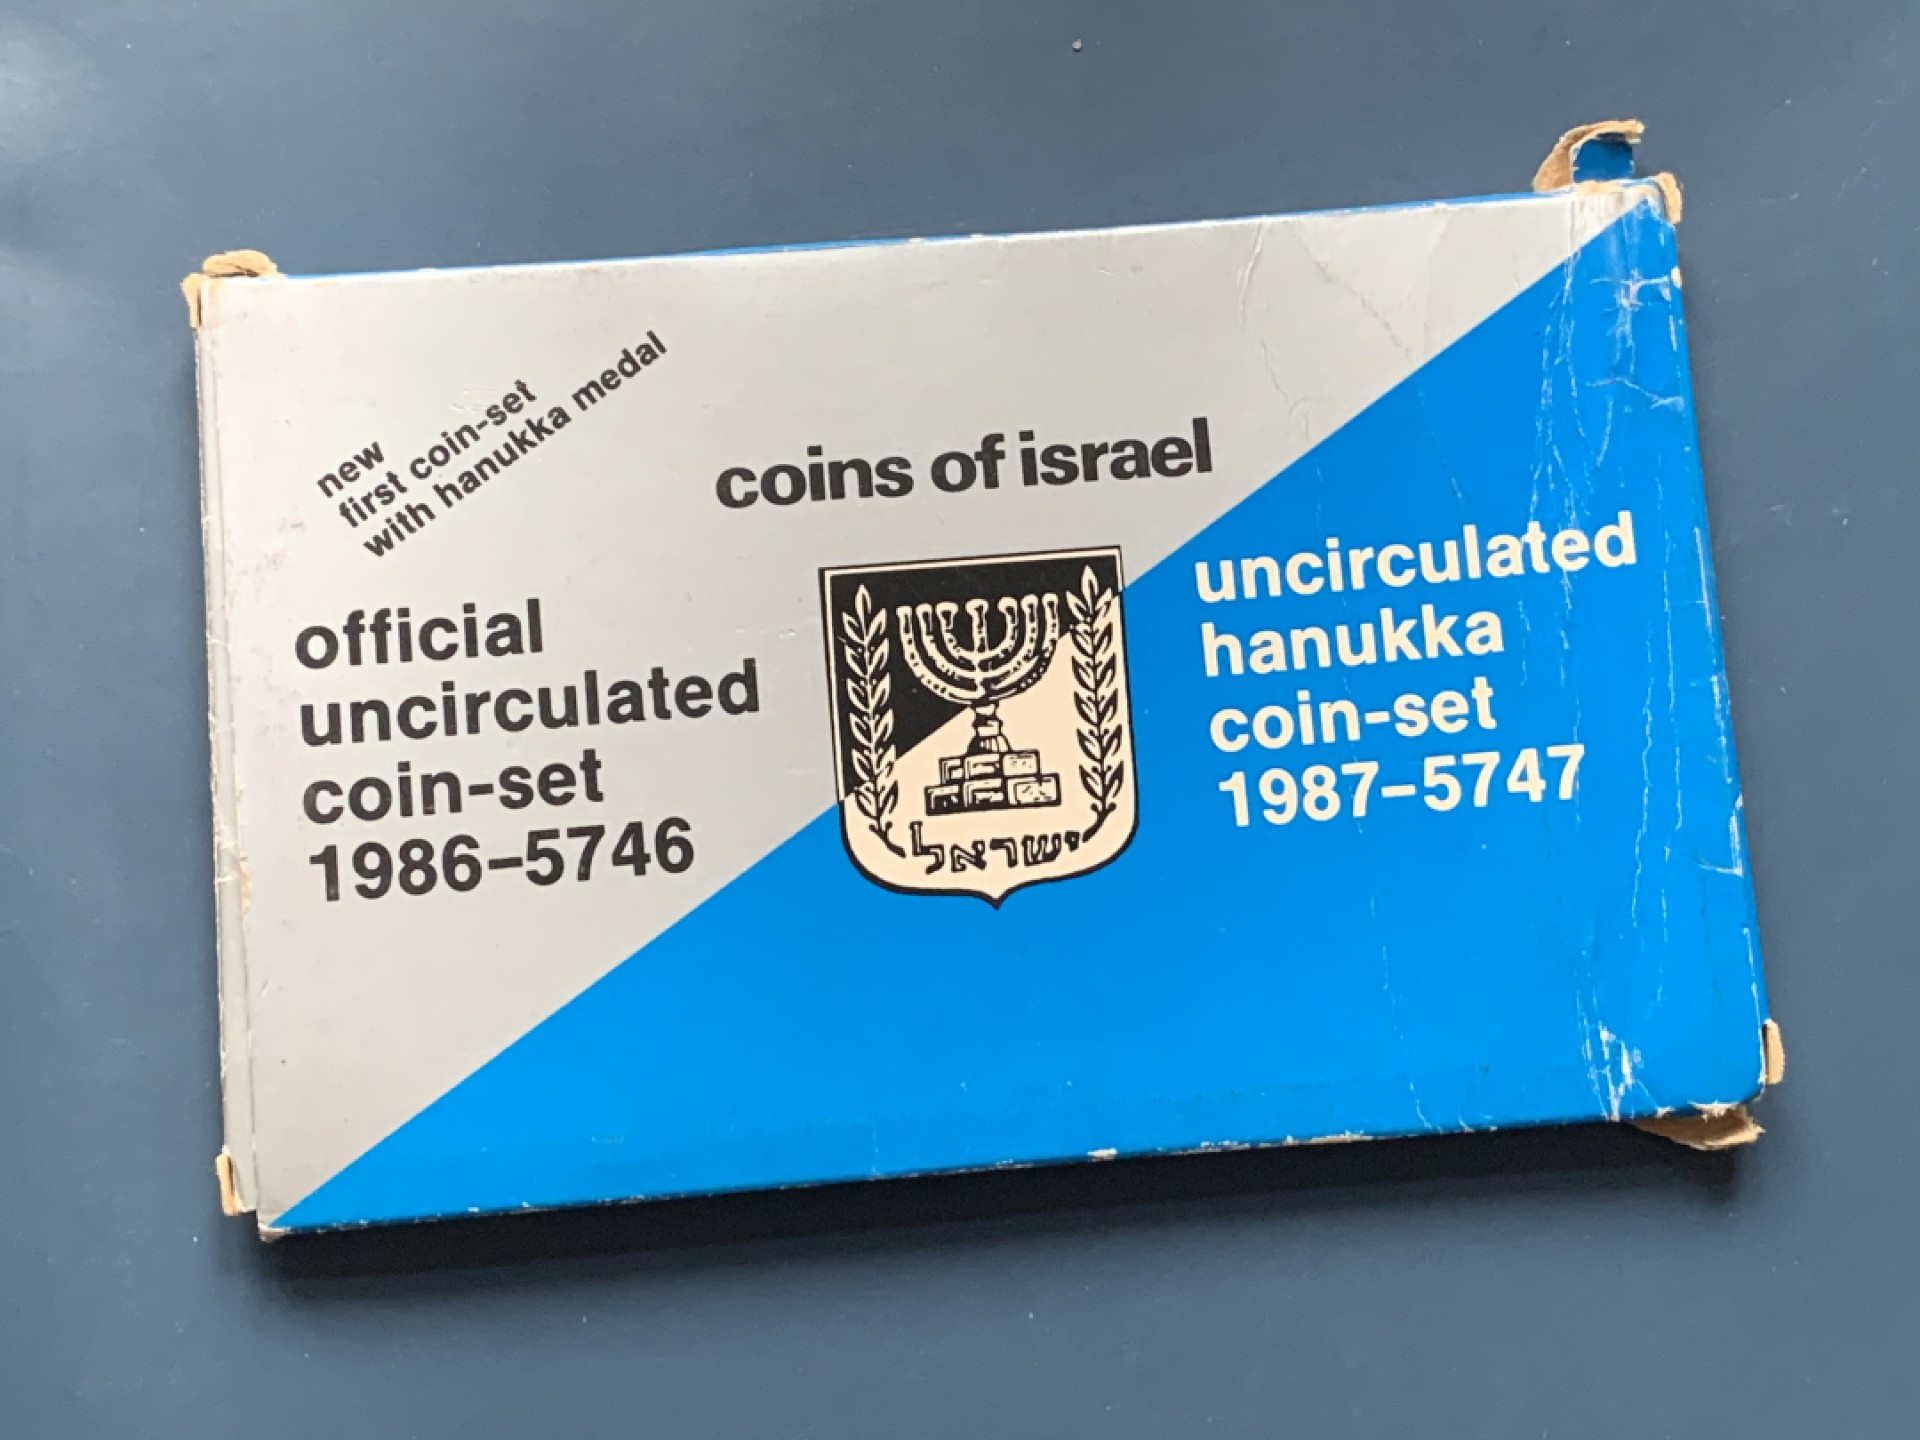 new
first coin-set
with hanukka medal
coins of israel
official
uncirculated
coin-set
1986-5746
ישראל
uncirculated
hanukka
coin-set
1987-5747